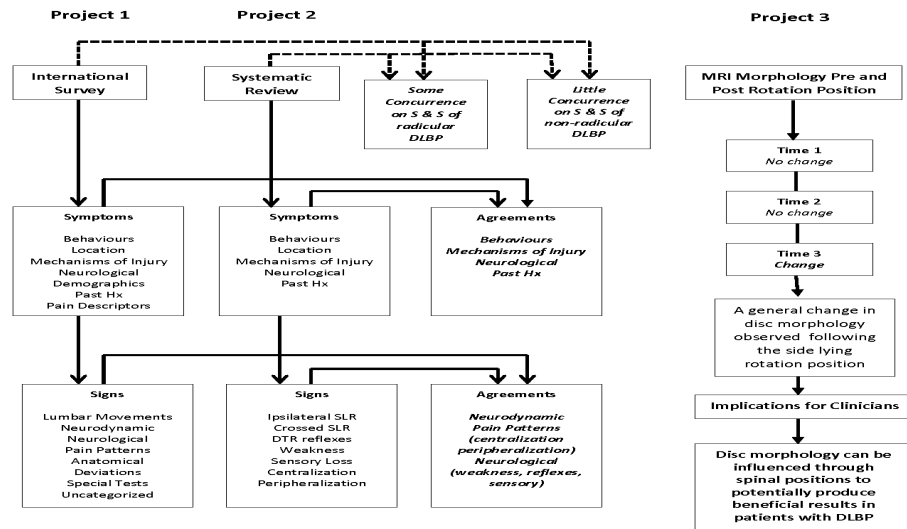 Project 1
Project 2
Project 3
International
Survey
Systematic
Review
Some
Concurrence
on S & S of
radicular
DLBP
Little
Concurrence
on S & S of
non-radicular
DLBP
MRI Morphology Pre and
Post Rotation Position
Time 1
No change
Time 2
No change
Time 3
Change
Symptoms
Behaviours
Location
Mechanisms of Injury
Neurological
Demographics
Past Hx
Pain Descriptors
Symptoms
Behaviours
Location
Mechanisms of Injury
Neurological
Past Hx
Agreements
Behaviours
Mechanisms of Injury
Neurological
Past Hx
A general change in
disc morphology
observed following
the side lying
rotation position
Signs
Lumbar Movements
Neurodynamic
Neurological
Pain Patterns
Anatomical
Deviations
Special Tests
Uncategorized
Signs
Ipsilateral SLR
Crossed SLR
DTR reflexes
Weakness
Sensory Loss
Centralization
Peripheralization
Agreements
Neurodynamic
Pain Patterns
(centralization
peripheralization)
Neurological
(weakness, reflexes,
sensory)
Implications for Clinicians
Disc morphology can be
influenced through
spinal positions to
potentially produce
beneficial results in
patients with DLBP